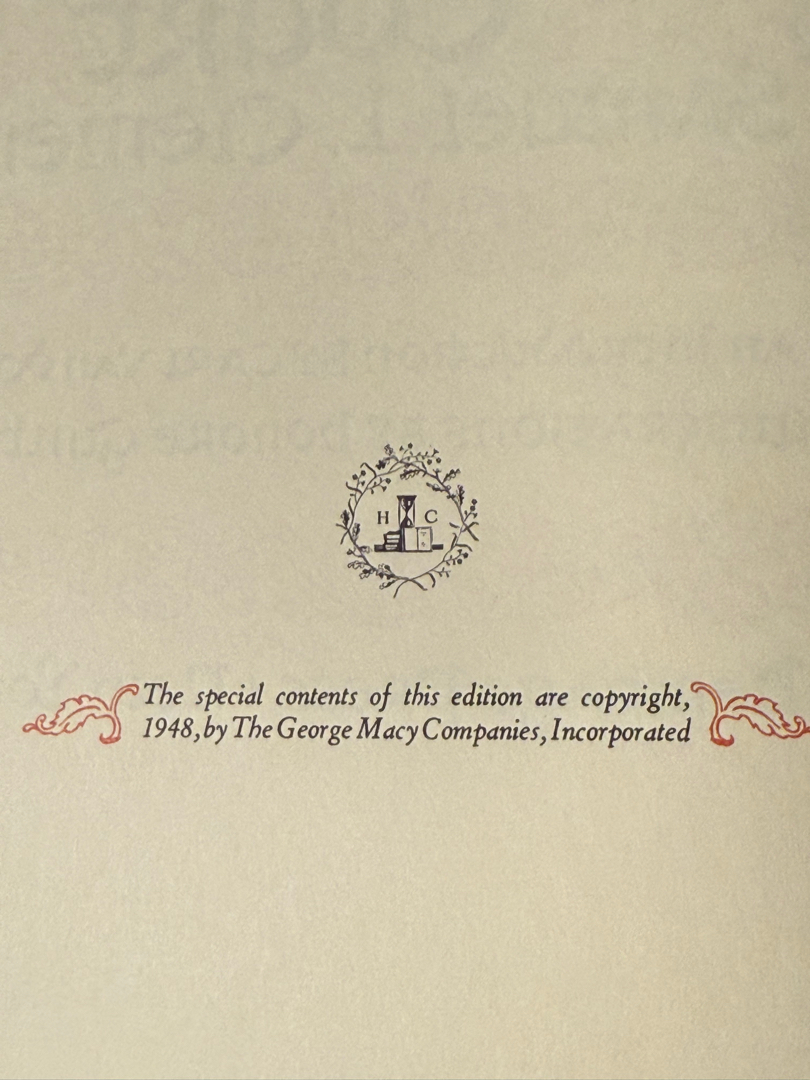 H C
The special contents of this edition are copyright,
1948, by The George Macy Companies, Incorporated